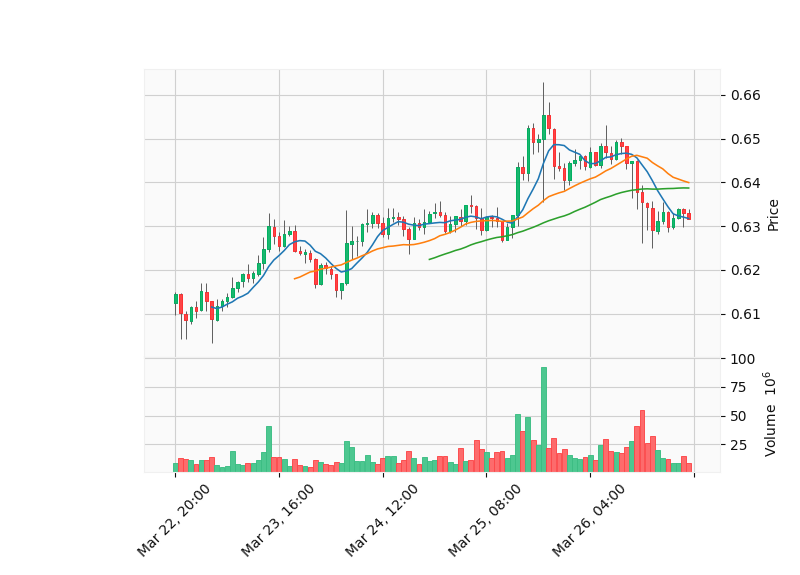 0.66
0.65
0.64
0.63
0.62
0.61
Price
100
75
50
25
Volume 10^6
Mar 22, 20:00
Mar 23, 16:00
Mar 24, 12:00
Mar 25, 08:00
Mar 26, 04:00